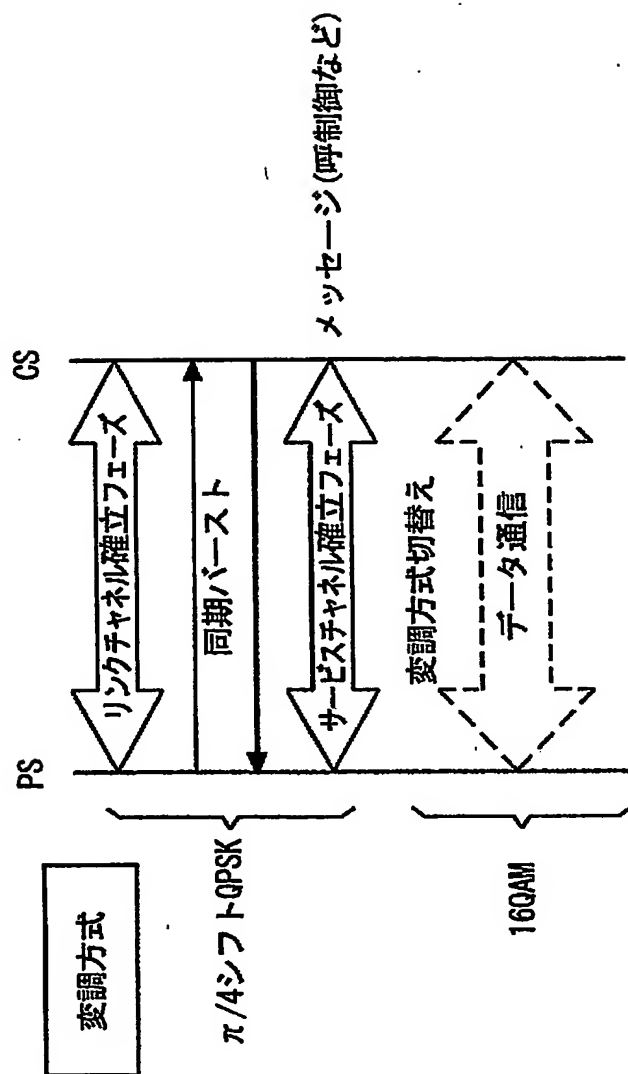 変調方式
PS
CS
リンクチャネル確立フェーズ
同期バースト
π/4シフトQPSK
サービスチャネル確立フェーズ
メッセージ(呼制御など)
変調方式切替え
16QAM
データ通信